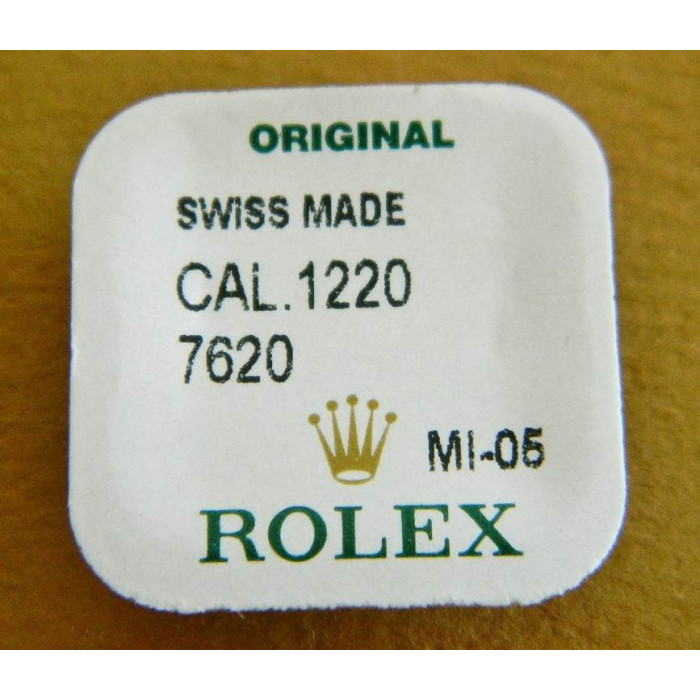 ORIGINAL
SWISS MADE
CAL.1220
7620
MI-05
ROLEX